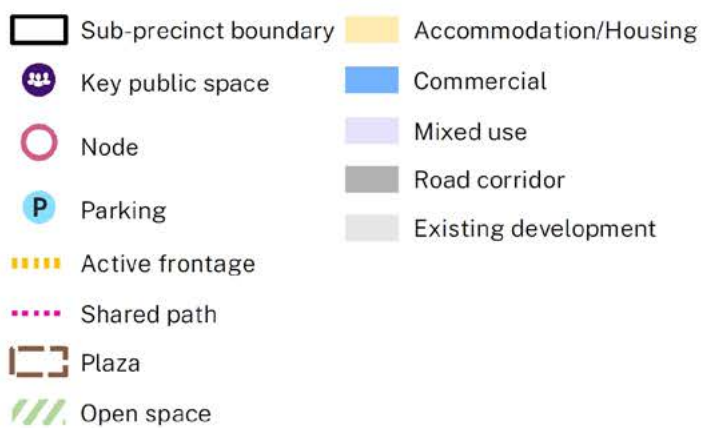 Sub-precinct boundary
Key public space
Node
P Parking
Active frontage
Shared path
Plaza
Open space
Accommodation/Housing
Commercial
Mixed use
Road corridor
Existing development